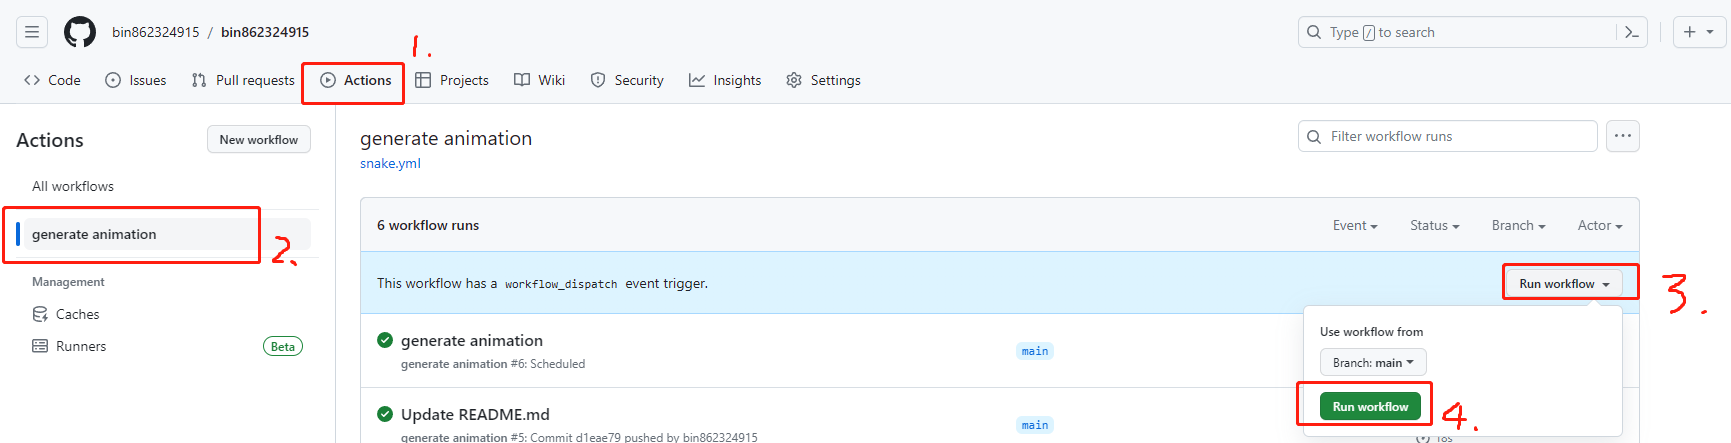 bin862324915 / bin862324915
Type / to search
1.
Code Issues Pull requests Actions Projects Wiki Security Insights Settings
Actions
New workflow
All workflows
generate animation
2.
Management
Caches
Runners
Beta
generate animation
snake.yml
Filter workflow runs
6 workflow runs
Event Status Branch Actor
This workflow has a workflow_dispatch event trigger.
Run workflow
3.
Use workflow from
Branch: main
Run workflow
4.
generate animation
generate animation #6: Scheduled
main
Update README.md
generate animation #5: Commit d1eae79 pushed by bin862324915
main
18s